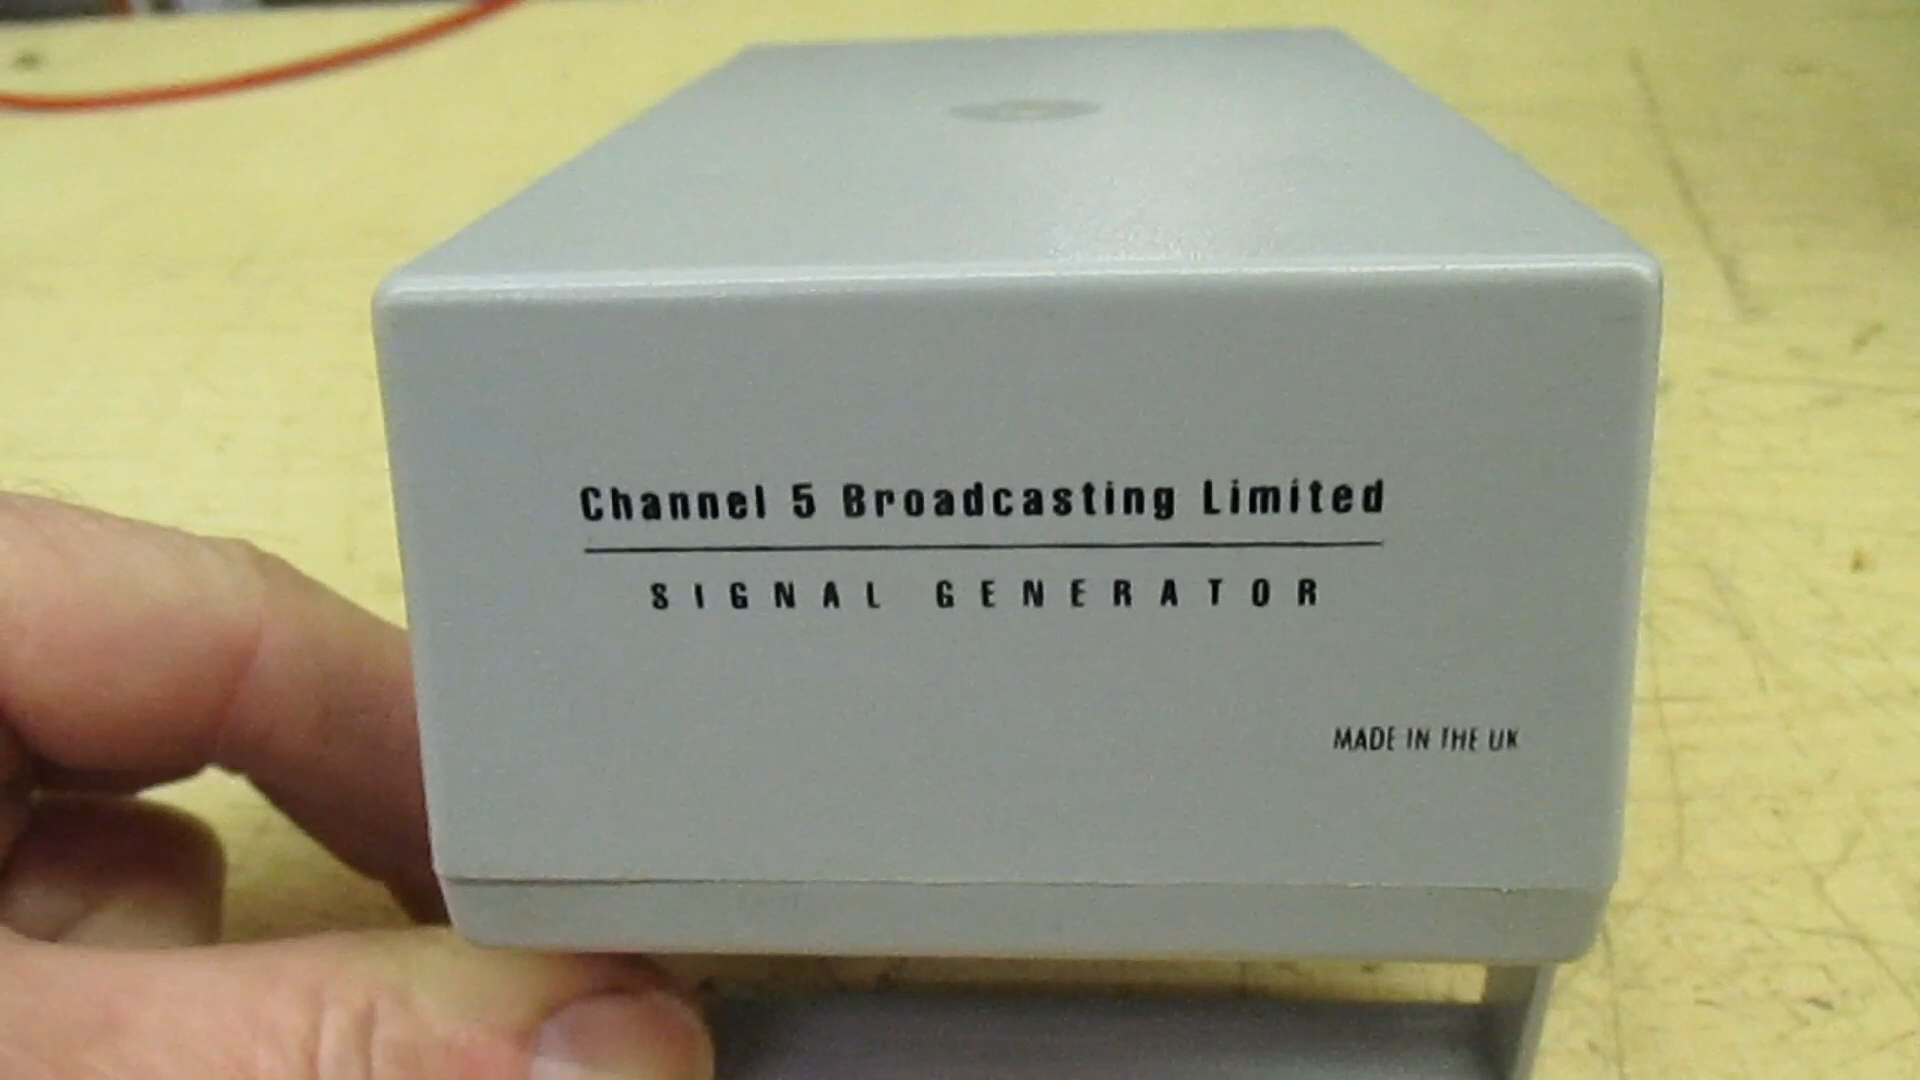 Channel 5 Broadcasting Limited
SIGNAL GENERATOR
MADE IN THE UK